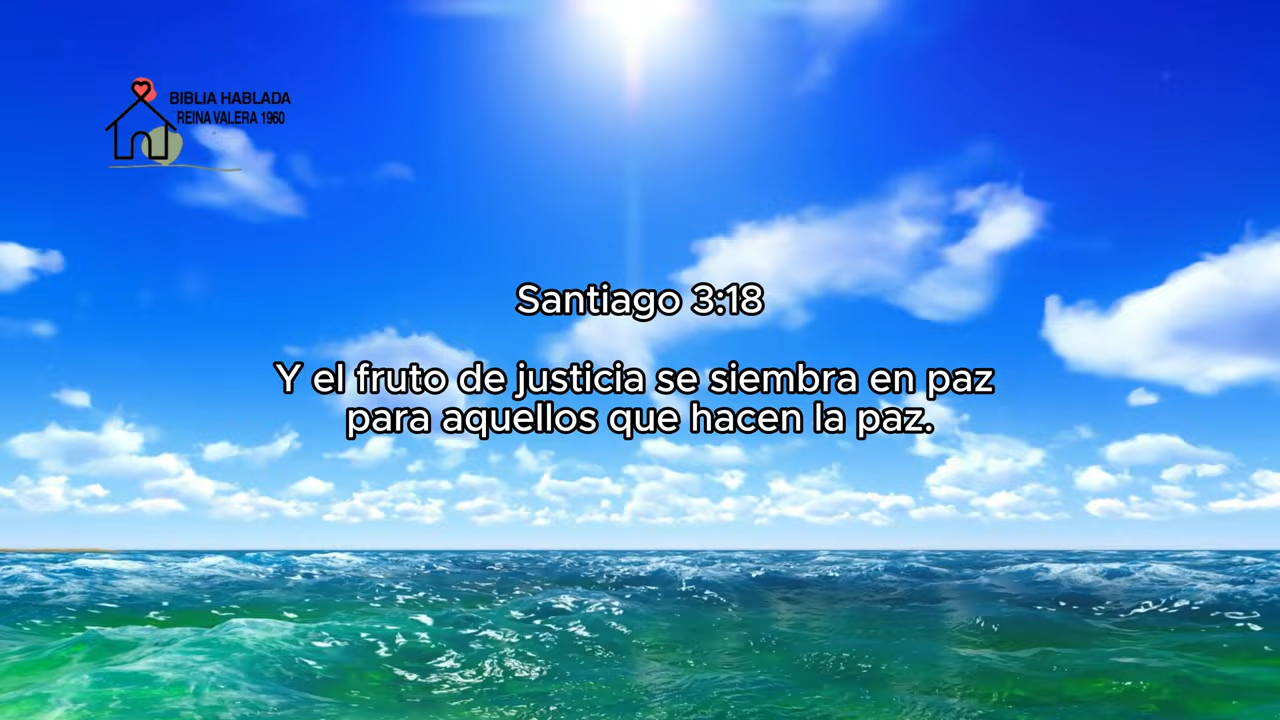 BIBLIA HABLADA
REINA VALERA 1960
Santiago 3:18
Y el fruto de justicia se siembra en paz
para aquellos que hacen la paz.